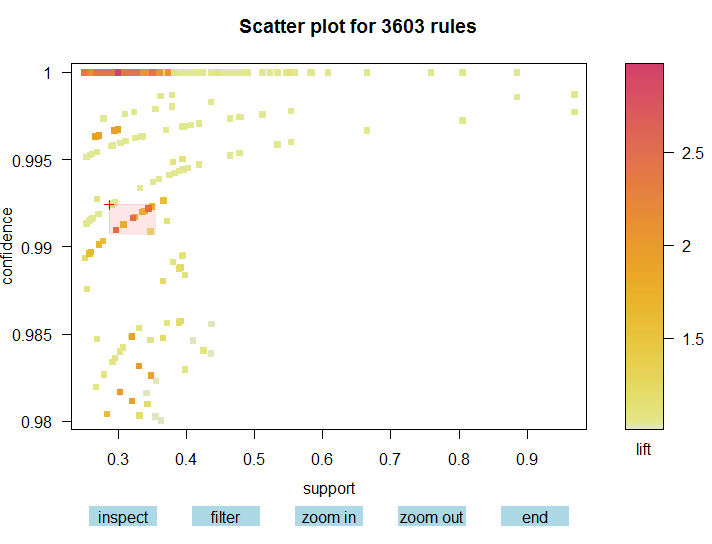 Scatter plot for 3603 rules
1
0.995
0.99
0.985
0.98
confidence
0.3 0.4 0.5 0.6 0.7 0.8 0.9
support
2.5
2
1.5
lift
inspect filter zoom in zoom out end